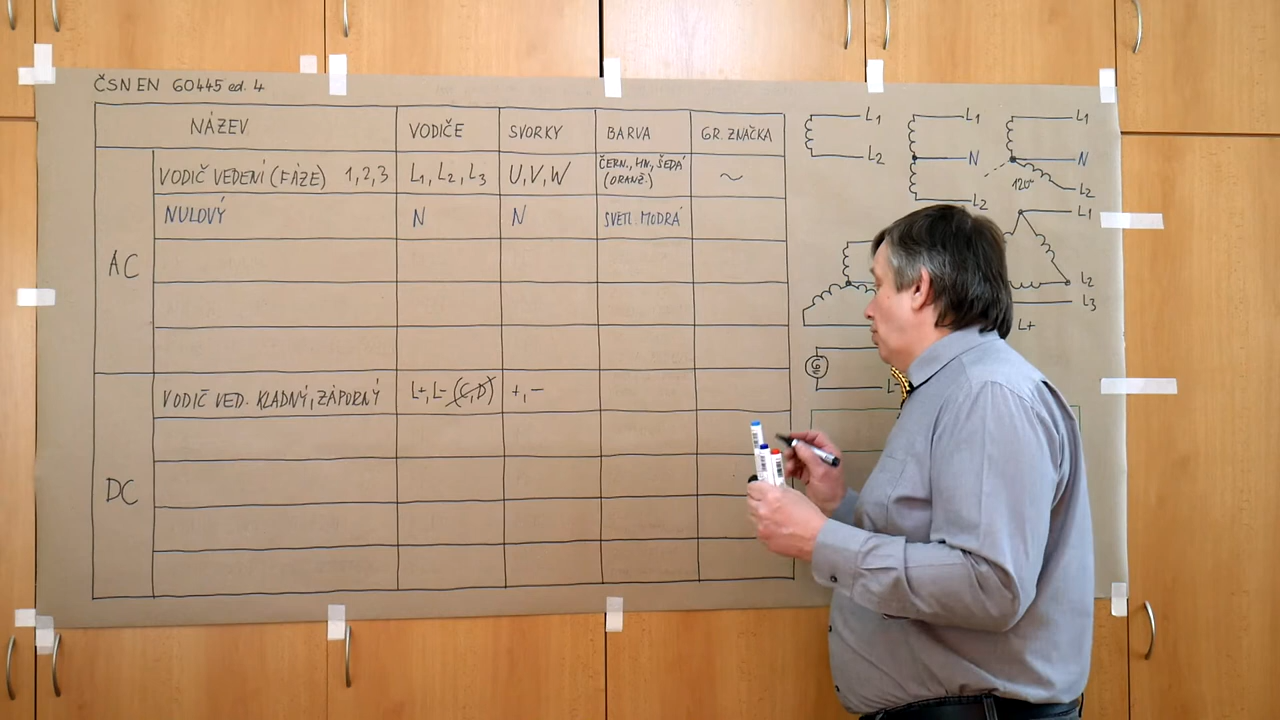 ČSN EN 60445 ed. 4
NÁZEV VODIČE SVORKY BARVA GR. ZNAČKA
AC
VODIČ VEDENÍ (FÁZE) 1,2,3 L1, L2, L3 U, V, W ČERN., HN., ŠEDÁ (ORANŽ.) ~
NULOVÝ N N SVĚTL. MODRÁ
DC
VODIČ VED. KLADNÝ, ZÁPORNÝ L+, L- (C, D) +, -
L1
L2
L1
N
L2
L1
N
120°
L2
L1
L2
L3
L+
G
L-